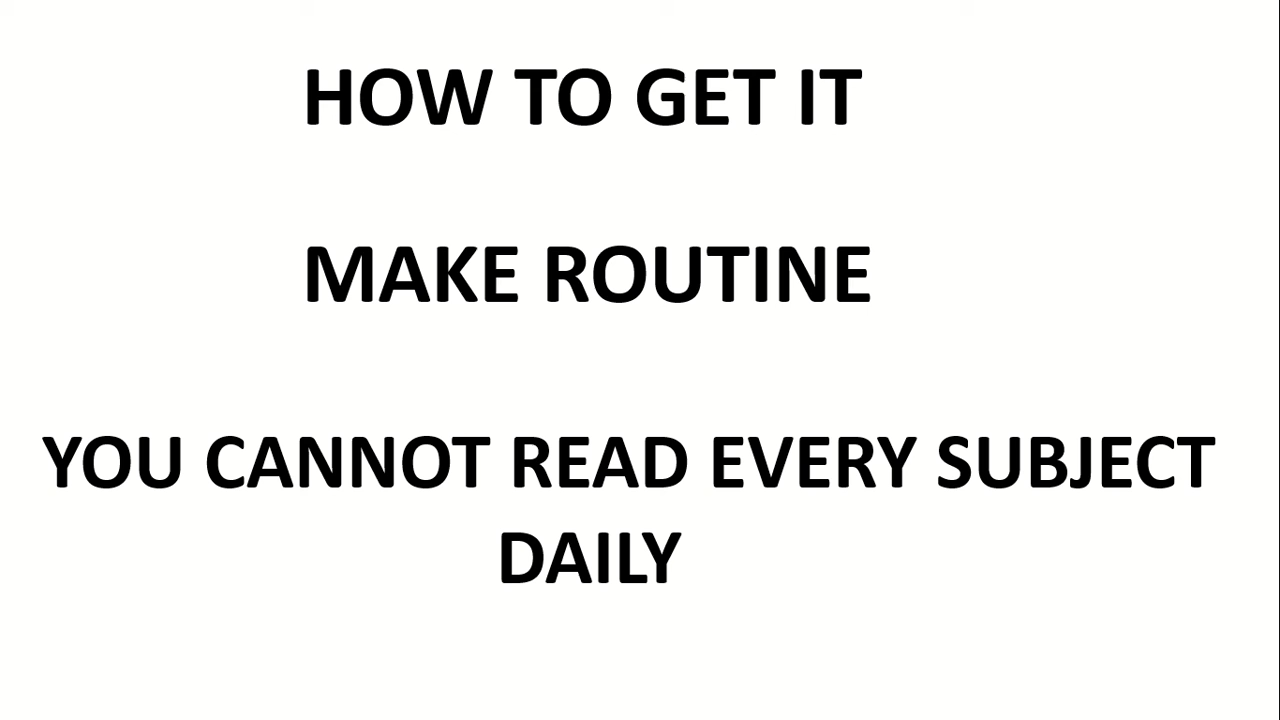 HOW TO GET IT
MAKE ROUTINE
YOU CANNOT READ EVERY SUBJECT
DAILY